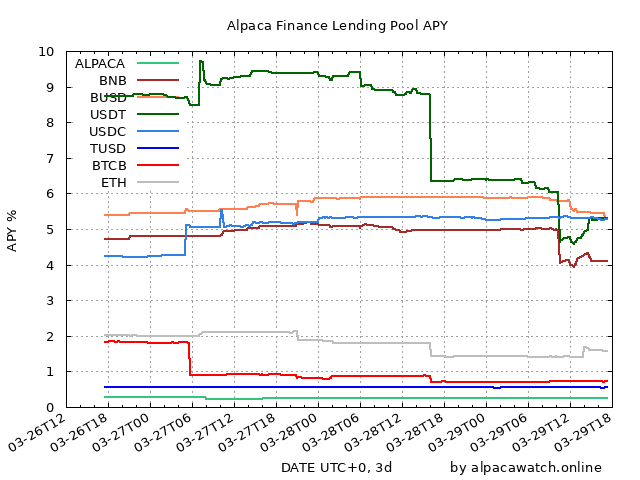 Alpaca Finance Lending Pool APY
10
9
8
7
6
5
4
3
2
1
0
APY %
ALPACA
BNB
BUSD
USDT
USDC
TUSD
BTCB
ETH
03-26T12
03-26T18
03-27T00
03-27T06
03-27T12
03-27T18
03-28T00
03-28T06
03-28T12
03-28T18
03-29T00
03-29T06
03-29T12
03-29T18
DATE UTC+0, 3d
by alpacawatch.online